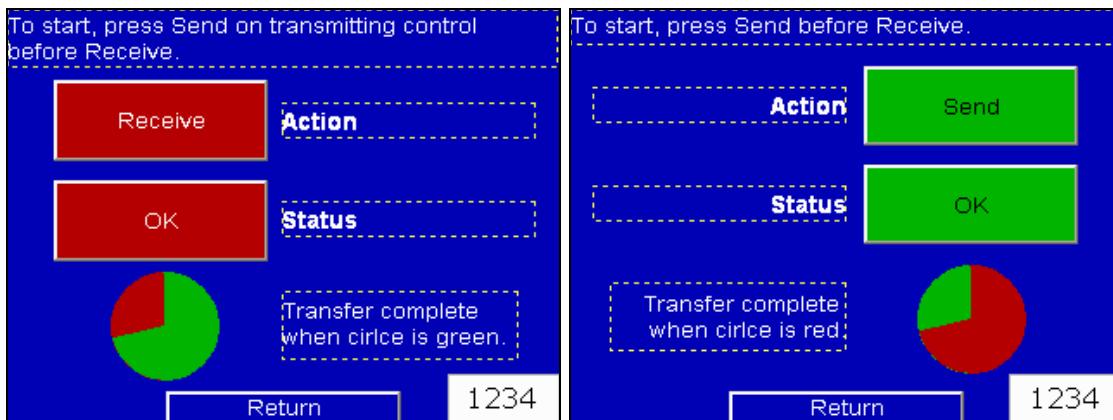 To start, press Send on transmitting control
before Receive.
Receive
Action
OK
Status
Transfer complete
when cirlce is green.
Return
1234
To start, press Send before Receive.
Action
Send
Status
OK
Transfer complete
when cirlce is red
Return
1234